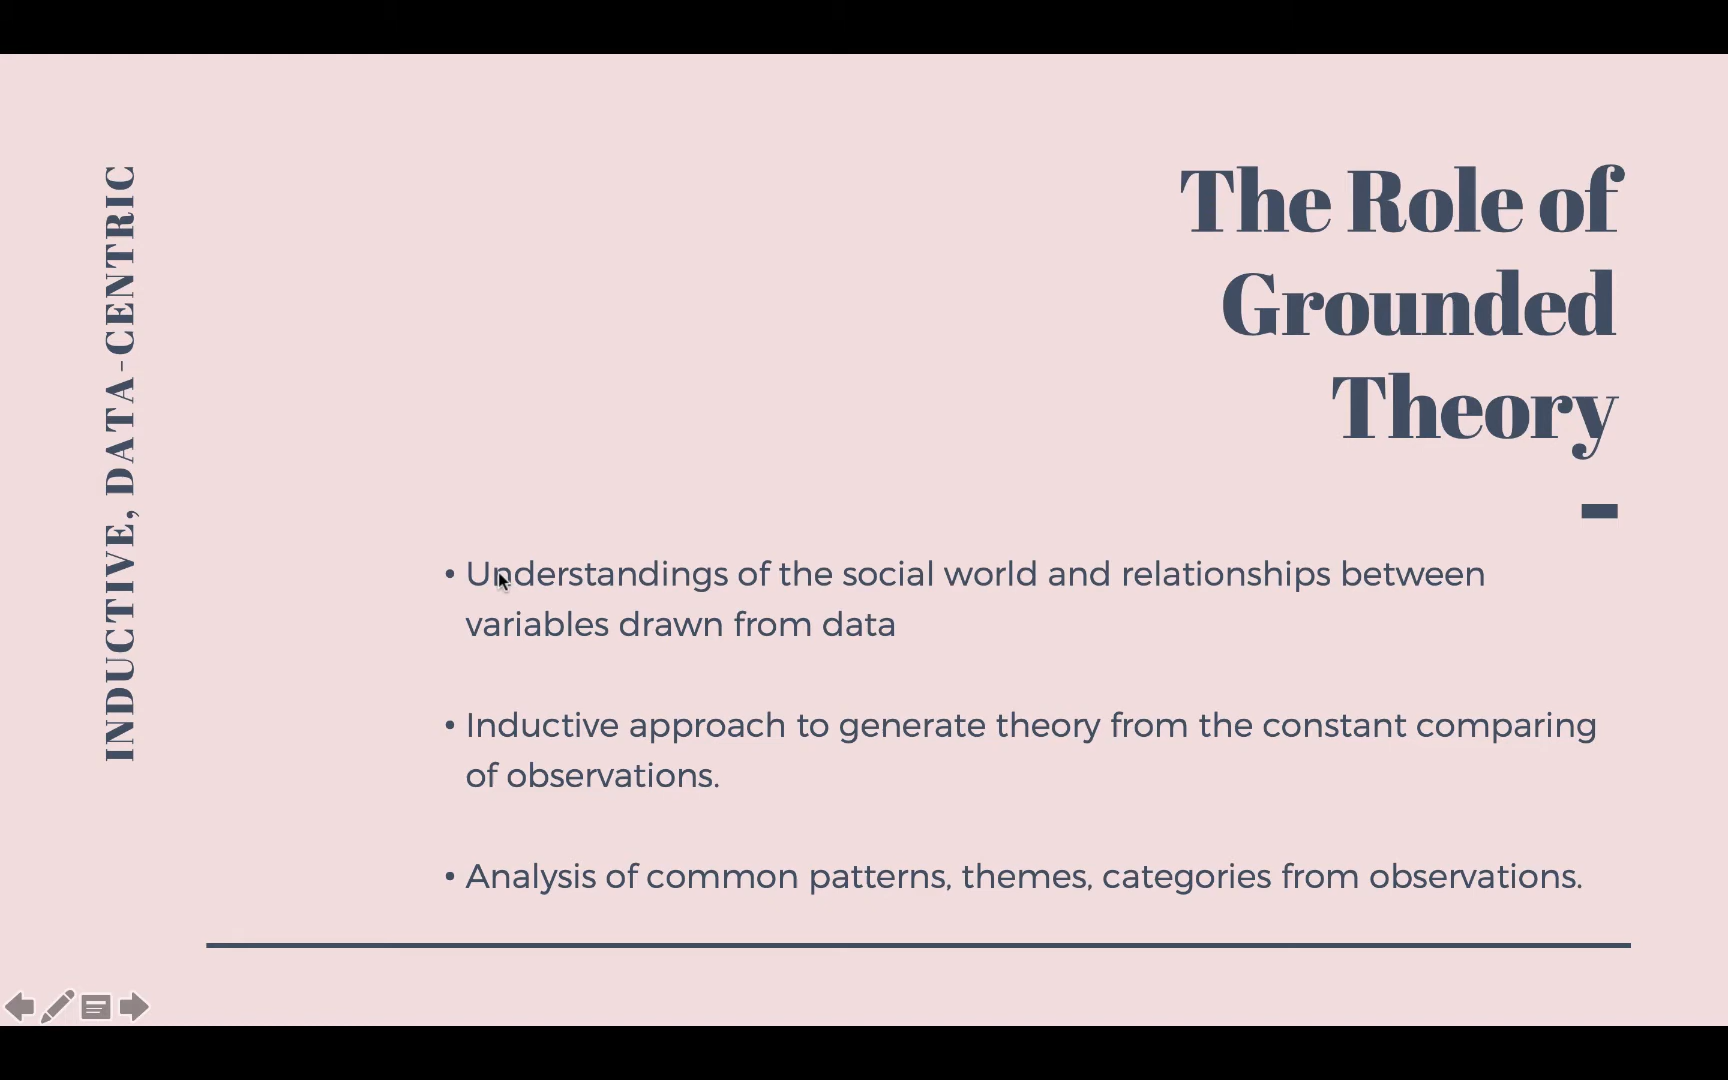 INDUCTIVE, DATA-CENTRIC
The Role of
Grounded
Theory
• Understandings of the social world and relationships between
variables drawn from data
• Inductive approach to generate theory from the constant comparing
of observations.
• Analysis of common patterns, themes, categories from observations.